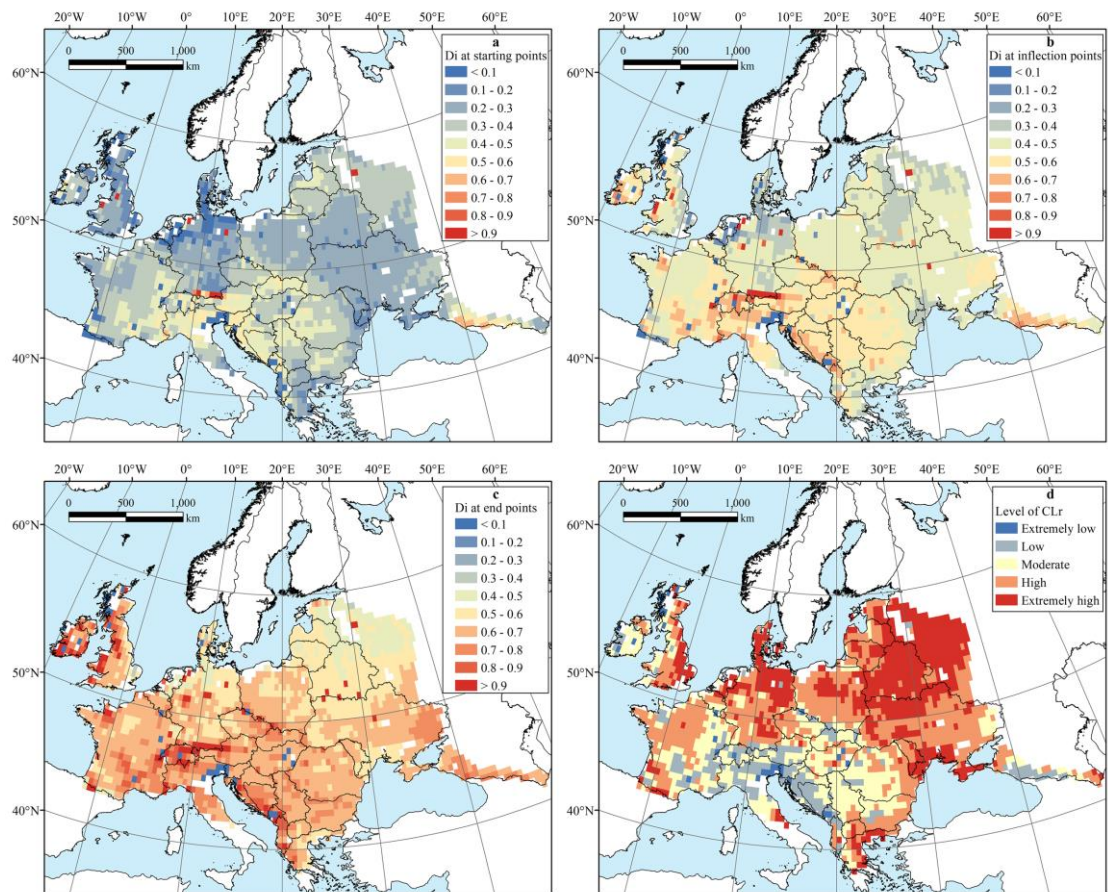 20°W 10°W 0° 10°E 20°E 30°E 40°E 50°E 60°E
0 500 1,000
km
60°N
50°N
40°N
a
Di at starting points
< 0.1
0.1 - 0.2
0.2 - 0.3
0.3 - 0.4
0.4 - 0.5
0.5 - 0.6
0.6 - 0.7
0.7 - 0.8
0.8 - 0.9
> 0.9
20°W 10°W 0° 10°E 20°E 30°E 40°E 50°E 60°E
0 500 1,000
km
60°N
50°N
40°N
b
Di at inflection points
< 0.1
0.1 - 0.2
0.2 - 0.3
0.3 - 0.4
0.4 - 0.5
0.5 - 0.6
0.6 - 0.7
0.7 - 0.8
0.8 - 0.9
> 0.9
20°W 10°W 0° 10°E 20°E 30°E 40°E 50°E 60°E
0 500 1,000
km
60°N
50°N
40°N
c
Di at end points
< 0.1
0.1 - 0.2
0.2 - 0.3
0.3 - 0.4
0.4 - 0.5
0.5 - 0.6
0.6 - 0.7
0.7 - 0.8
0.8 - 0.9
> 0.9
20°W 10°W 0° 10°E 20°E 30°E 40°E 50°E 60°E
0 500 1,000
km
60°N
50°N
40°N
d
Level of CLr
Extremely low
Low
Moderate
High
Extremely high